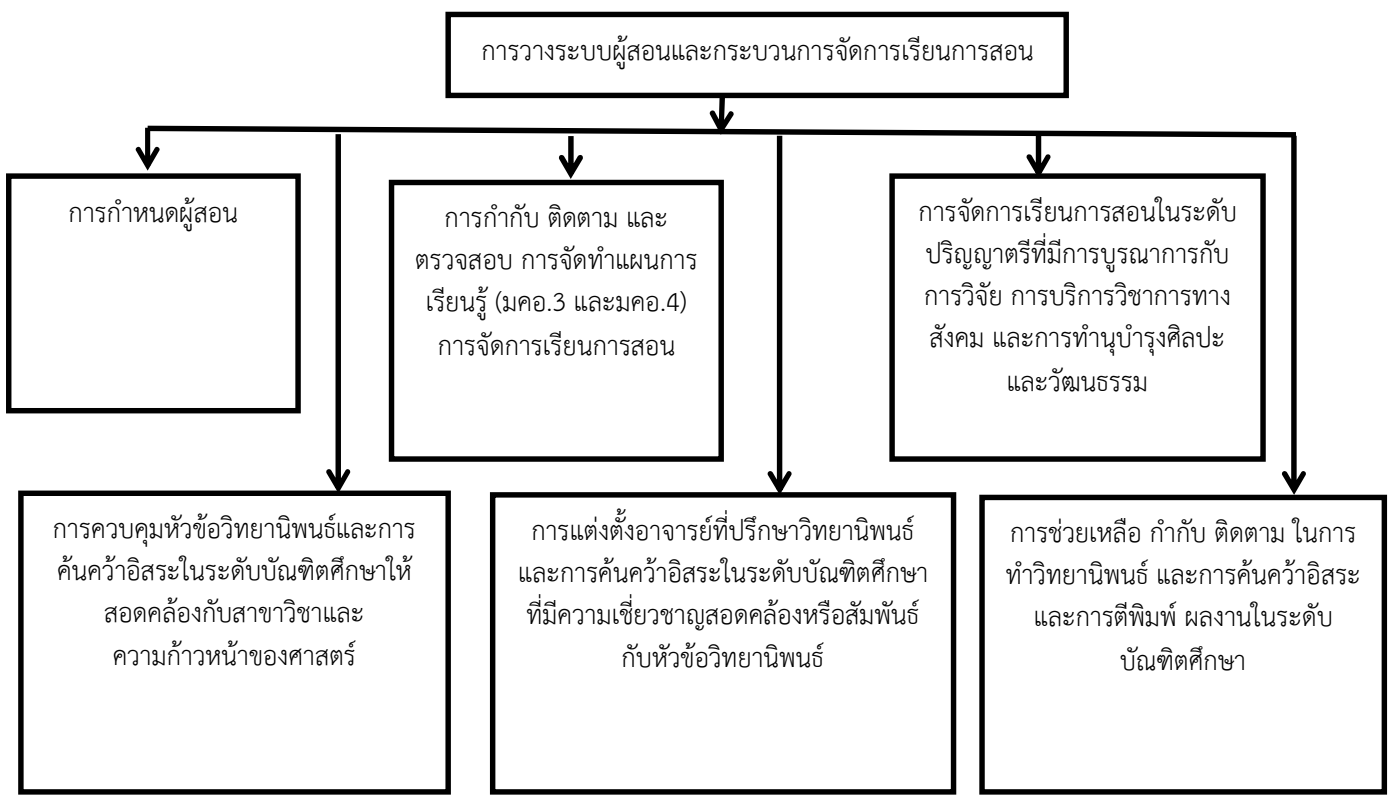 การวางระบบผู้สอนและกระบวนการจัดการเรียนการสอน
การกำหนดผู้สอน
การกำกับ ติดตาม และ
ตรวจสอบ การจัดทำแผนการ
เรียนรู้ (มคอ.3 และมคอ.4)
การจัดการเรียนการสอน
การจัดการเรียนการสอนในระดับ
ปริญญาตรีที่มีการบูรณาการกับ
การวิจัย การบริการวิชาการทาง
สังคม และการทำนุบำรุงศิลปะ
และวัฒนธรรม
การควบคุมหัวข้อวิทยานิพนธ์และการ
ค้นคว้าอิสระในระดับบัณฑิตศึกษาให้
สอดคล้องกับสาขาวิชาและ
ความก้าวหน้าของศาสตร์
การแต่งตั้งอาจารย์ที่ปรึกษาวิทยานิพนธ์
และการค้นคว้าอิสระในระดับบัณฑิตศึกษา
ที่มีความเชี่ยวชาญสอดคล้องหรือสัมพันธ์
กับหัวข้อวิทยานิพนธ์
การช่วยเหลือ กำกับ ติดตาม ในการ
ทำวิทยานิพนธ์ และการค้นคว้าอิสระ
และการตีพิมพ์ ผลงานในระดับ
บัณฑิตศึกษา